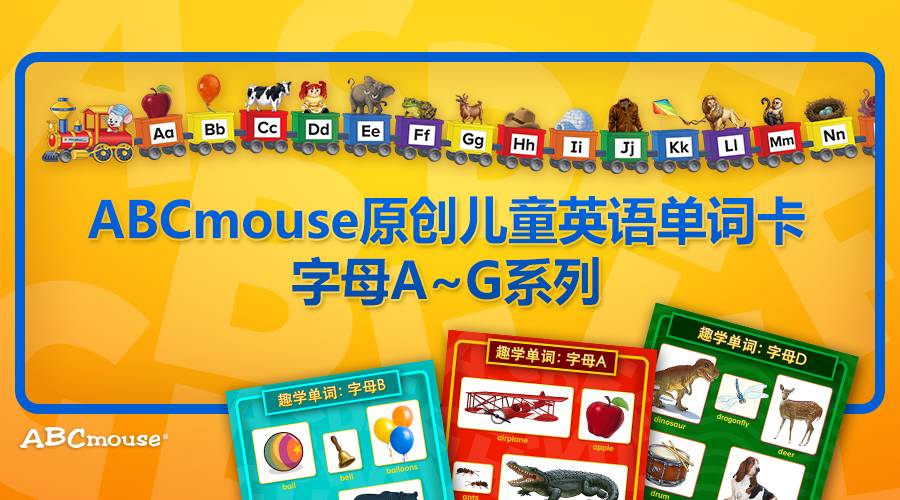 Aa Bb Cc Dd Ee Ff Gg Hh Ii Jj Kk Ll Mm Nn
ABCmouse原创儿童英语单词卡
字母A~G系列
趣学单词: 字母B
ball bell balloons
趣学单词: 字母A
airplane apple
ants
趣学单词: 字母D
dinosaur dragonfly deer
drum
ABCmouse